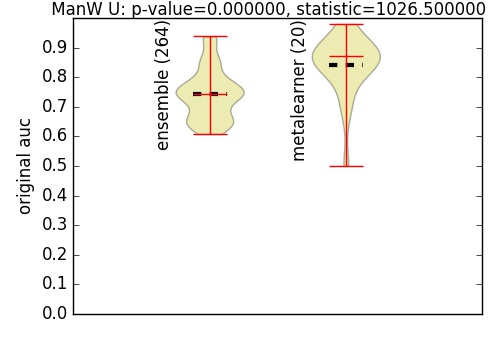 ManW U: p-value=0.000000, statistic=1026.500000
original auc
0.9
0.8
0.7
0.6
0.5
0.4
0.3
0.2
0.1
0.0
ensemble (264)
metalearner (20)